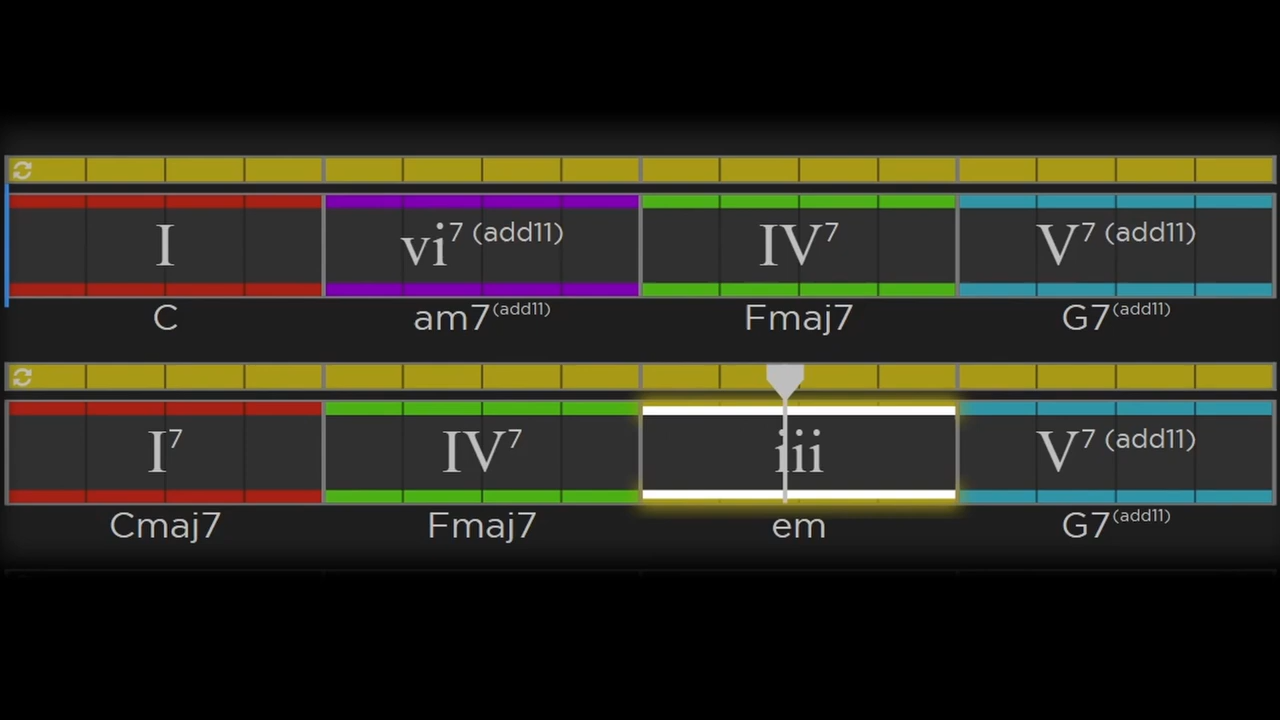 I vi7 (add11) IV7 V7 (add11)
C am7(add11) Fmaj7 G7(add11)
I7 IV7 iii V7 (add11)
Cmaj7 Fmaj7 em G7(add11)